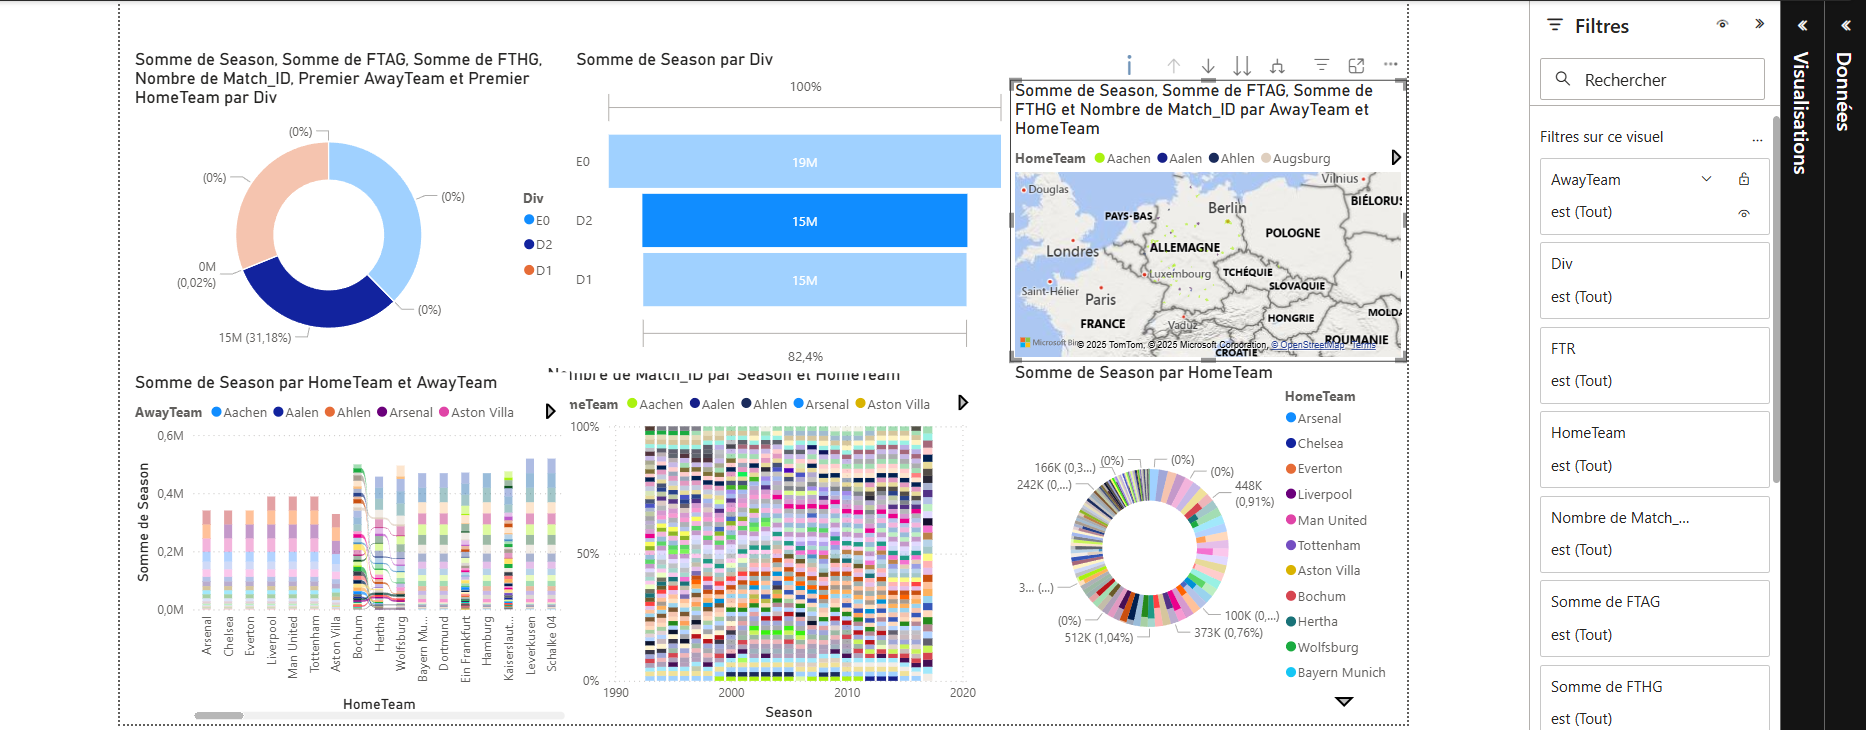 Somme de Season, Somme de FTAG, Somme de FTHG,
Nombre de Match_ID, Premier AwayTeam et Premier
HomeTeam par Div
(0%)
(0%)
(0%)
0M
(0,02%)
(0%)
15M (31,18%)
Div
E0
D2
D1
Somme de Season par Div
100%
E0
19M
D2
15M
D1
15M
82,4%
Somme de Season, Somme de FTAG, Somme de
FTHG et Nombre de Match_ID par AwayTeam et
HomeTeam
HomeTeam Aachen Aalen Ahlen Augsburg
Douglas
Vilnius
PAYS-BAS
Berlin
BIÉLORUS
Londres
ALLEMAGNE
POLOGNE
Luxembourg
TCHÉQUIE
Saint-Hélier
Paris
SLOVAQUIE
FRANCE
Vaduz
HONGRIE
MOLDA
ROUMANIE
Microsoft Bing
© 2025 TomTom, © 2025 Microsoft Corporation, © OpenStreetMap Terms
CROATIE
Somme de Season par HomeTeam et AwayTeam
AwayTeam Aachen Aalen Ahlen Arsenal Aston Villa
0,6M
0,4M
0,2M
0,0M
Somme de Season
Arsenal
Chelsea
Everton
Liverpool
Man United
Tottenham
Aston Villa
Bochum
Hertha
Wolfsburg
Bayern Mu...
Dortmund
Ein Frankfurt
Hamburg
Kaiserslaut...
Leverkusen
Schalke 04
HomeTeam
Nombre de Match_ID par Season et HomeTeam
meTeam Aachen Aalen Ahlen Arsenal Aston Villa
100%
50%
0%
1990
2000
2010
2020
Season
Somme de Season par HomeTeam
(0%)
(0%)
(0%)
166K (0,3...)
242K (0,...)
448K
(0,91%)
3... (...)
(0%)
512K (1,04%)
373K (0,76%)
100K (0,...)
HomeTeam
Arsenal
Chelsea
Everton
Liverpool
Man United
Tottenham
Aston Villa
Bochum
Hertha
Wolfsburg
Bayern Munich
Filtres
Rechercher
Filtres sur ce visuel
...
AwayTeam
est (Tout)
Div
est (Tout)
FTR
est (Tout)
HomeTeam
est (Tout)
Nombre de Match_...
est (Tout)
Somme de FTAG
est (Tout)
Somme de FTHG
est (Tout)
Visualisations
Données